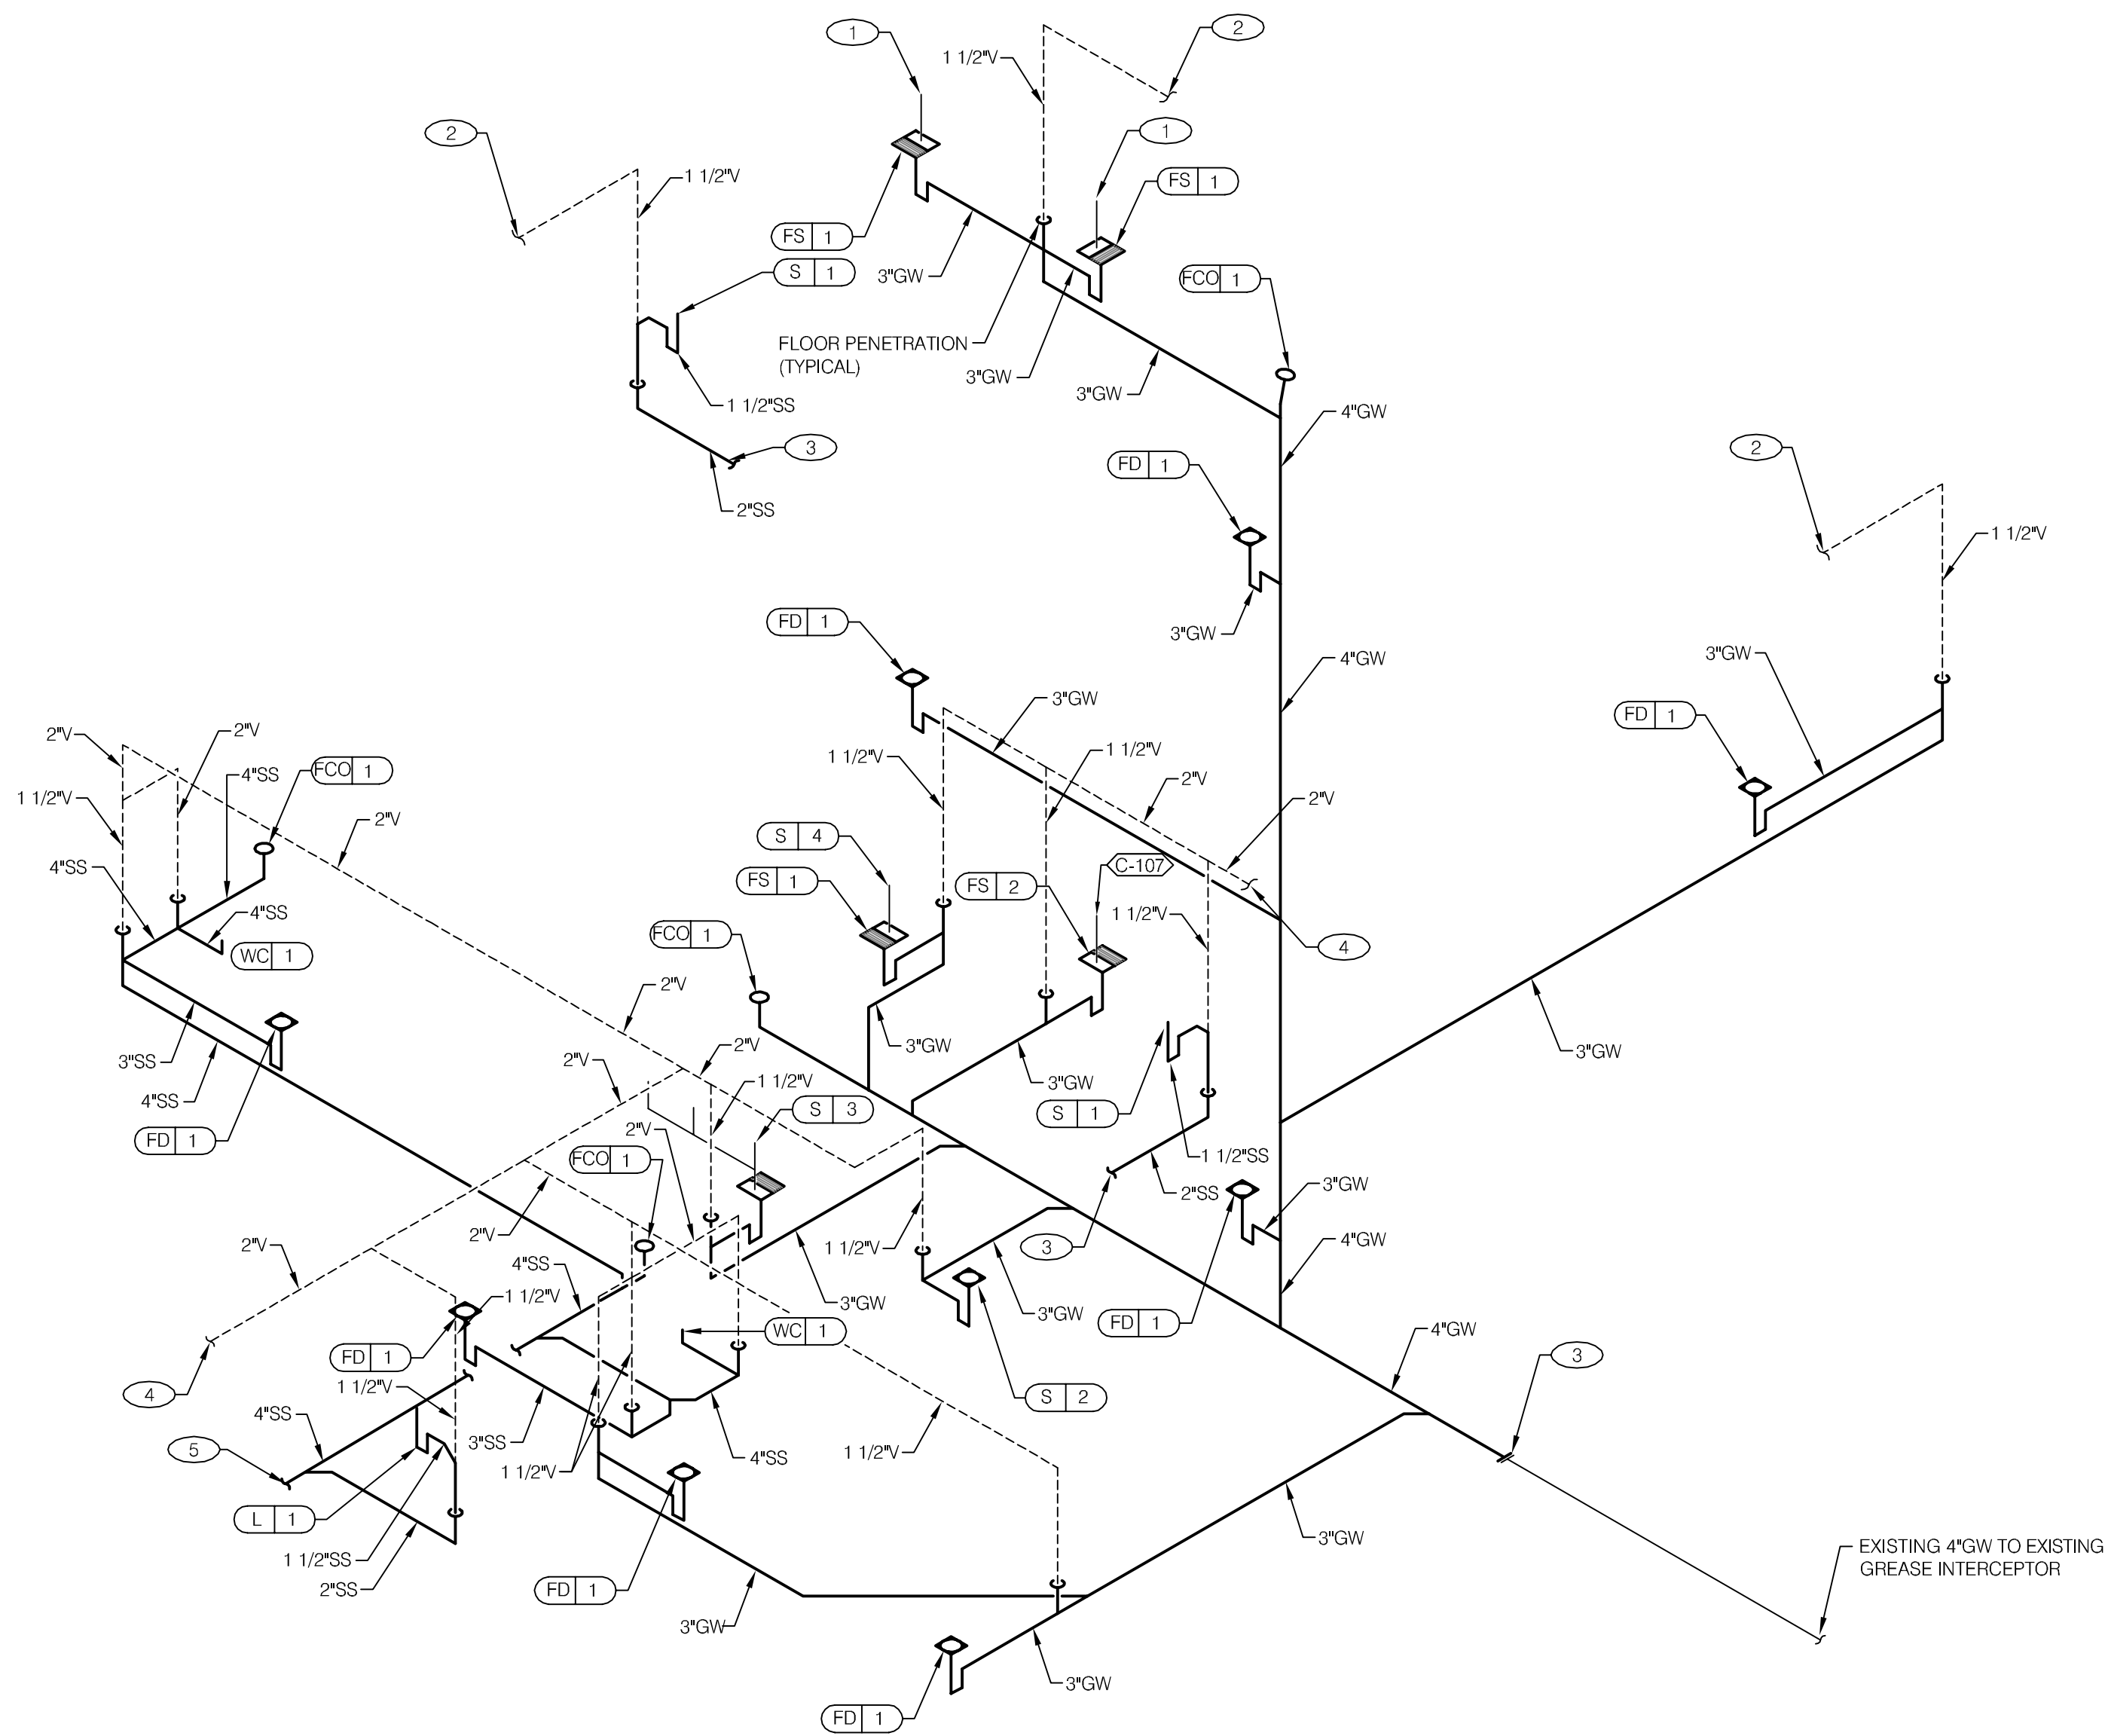 1
2
1 1/2"V
2
1
1 1/2"V
FS 1
FS 1
S 1
3"GW
FCO 1
FLOOR PENETRATION
(TYPICAL)
3"GW
3"GW
1 1/2"SS
4"GW
3
2
FD 1
2"SS
1 1/2"V
FD 1
3"GW
3"GW
4"GW
3"GW
FD 1
2"V
2"V
1 1/2"V
1 1/2"V
4"SS
FCO 1
2"V
1 1/2"V
2"V
2"V
S 4
4"SS
C-107
FS 1
FS 2
4"SS
1 1/2"V
FCO 1
4
WC 1
2"V
3"GW
2"V
3"GW
3"SS
2"V
3"GW
1 1/2"V
4"SS
S 3
S 1
2"V
FD 1
FCO 1
1 1/2"SS
3"GW
2"SS
2"V
2"V
1 1/2"V
3
4"GW
4"SS
1 1/2"V
3"GW
3"GW
FD 1
4"GW
WC 1
FD 1
3
1 1/2"V
4
S 2
4"SS
3"SS
5
1 1/2"V
4"SS
1 1/2"V
L 1
3"GW
EXISTING 4"GW TO EXISTING
GREASE INTERCEPTOR
1 1/2"SS
2"SS
FD 1
3"GW
3"GW
FD 1